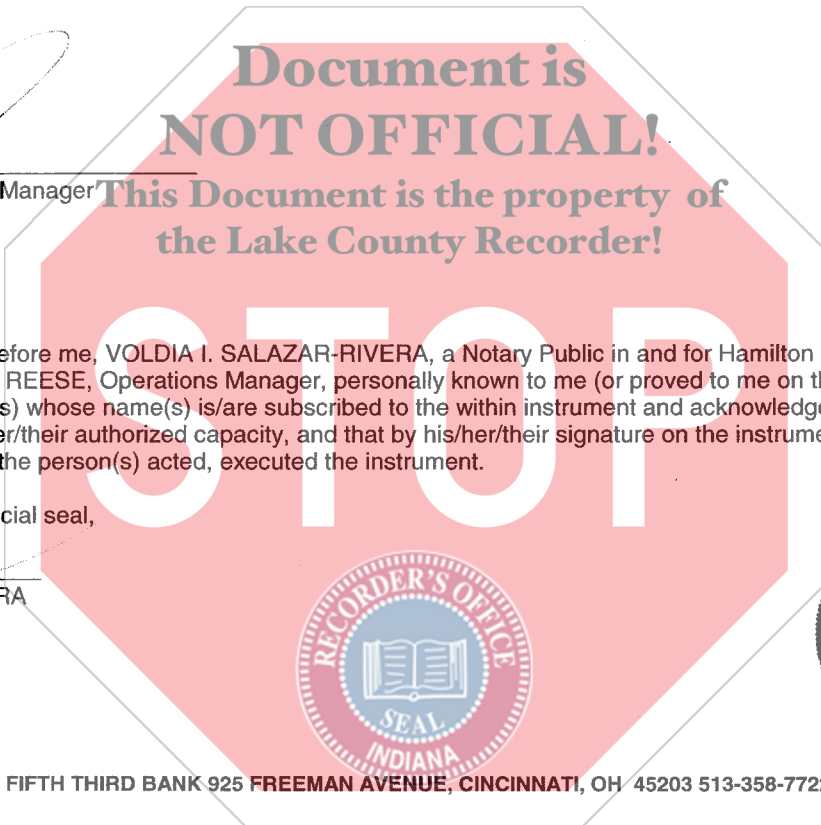 Document is
NOT OFFICIAL!
Manager This Document is the property of
the Lake County Recorder!
STOP
efore me, VOLDIA I. SALAZAR-RIVERA, a Notary Public in and for Hamilton
REESE, Operations Manager, personally known to me (or proved to me on th
s) whose name(s) is/are subscribed to the within instrument and acknowledge
er/their authorized capacity, and that by his/her/their signature on the instrume
the person(s) acted, executed the instrument.
cial seal,
RA
RECORDER'S OFFICE
SEAL
INDIANA
FIFTH THIRD BANK 925 FREEMAN AVENUE, CINCINNATI, OH 45203 513-358-772